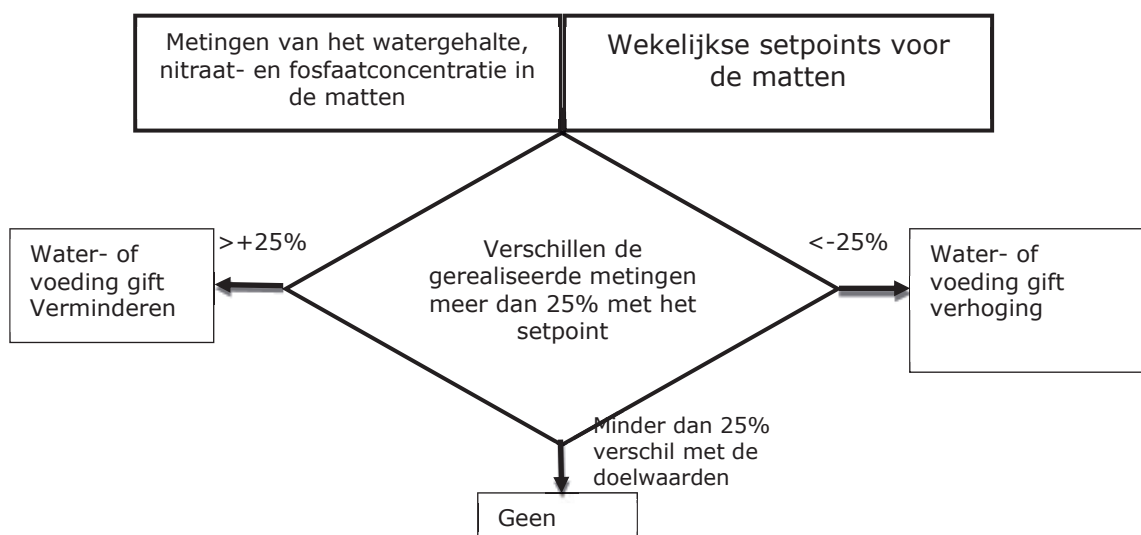 Metingen van het watergehalte,
nitraat- en fosfaatconcentratie in
de matten
Wekelijkse setpoints voor
de matten
>+25%
<-25%
Water- of
voeding gift
Verminderen
Verschillen de
gerealiseerde metingen
meer dan 25% met het
setpoint
Water- of
voeding gift
verhoging
Minder dan 25%
verschil met de
doelwaarden
Geen